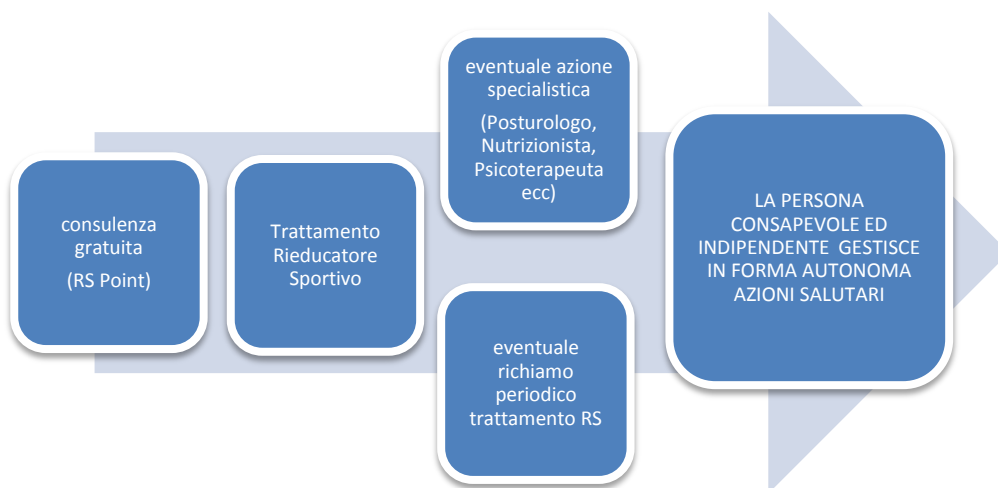 consulenza
gratuita
(RS Point)
Trattamento
Rieducatore
Sportivo
eventuale azione
specialistica
(Posturologo,
Nutrizionista,
Psicoterapeuta
ecc)
eventuale
richiamo
periodico
trattamento RS
LA PERSONA
CONSAPEVOLE ED
INDIPENDENTE  GESTISCE
IN FORMA AUTONOMA
AZIONI SALUTARI